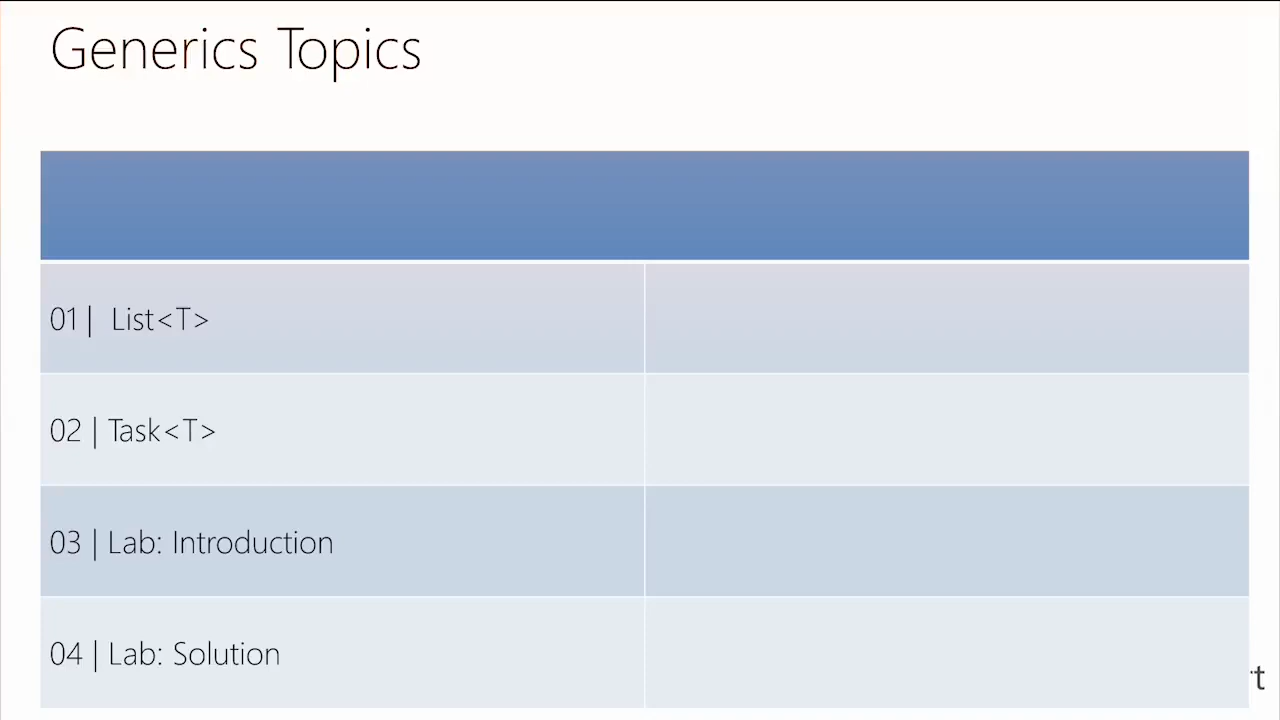 Generics Topics
01 | List<T>
02 | Task<T>
03 | Lab: Introduction
04 | Lab: Solution